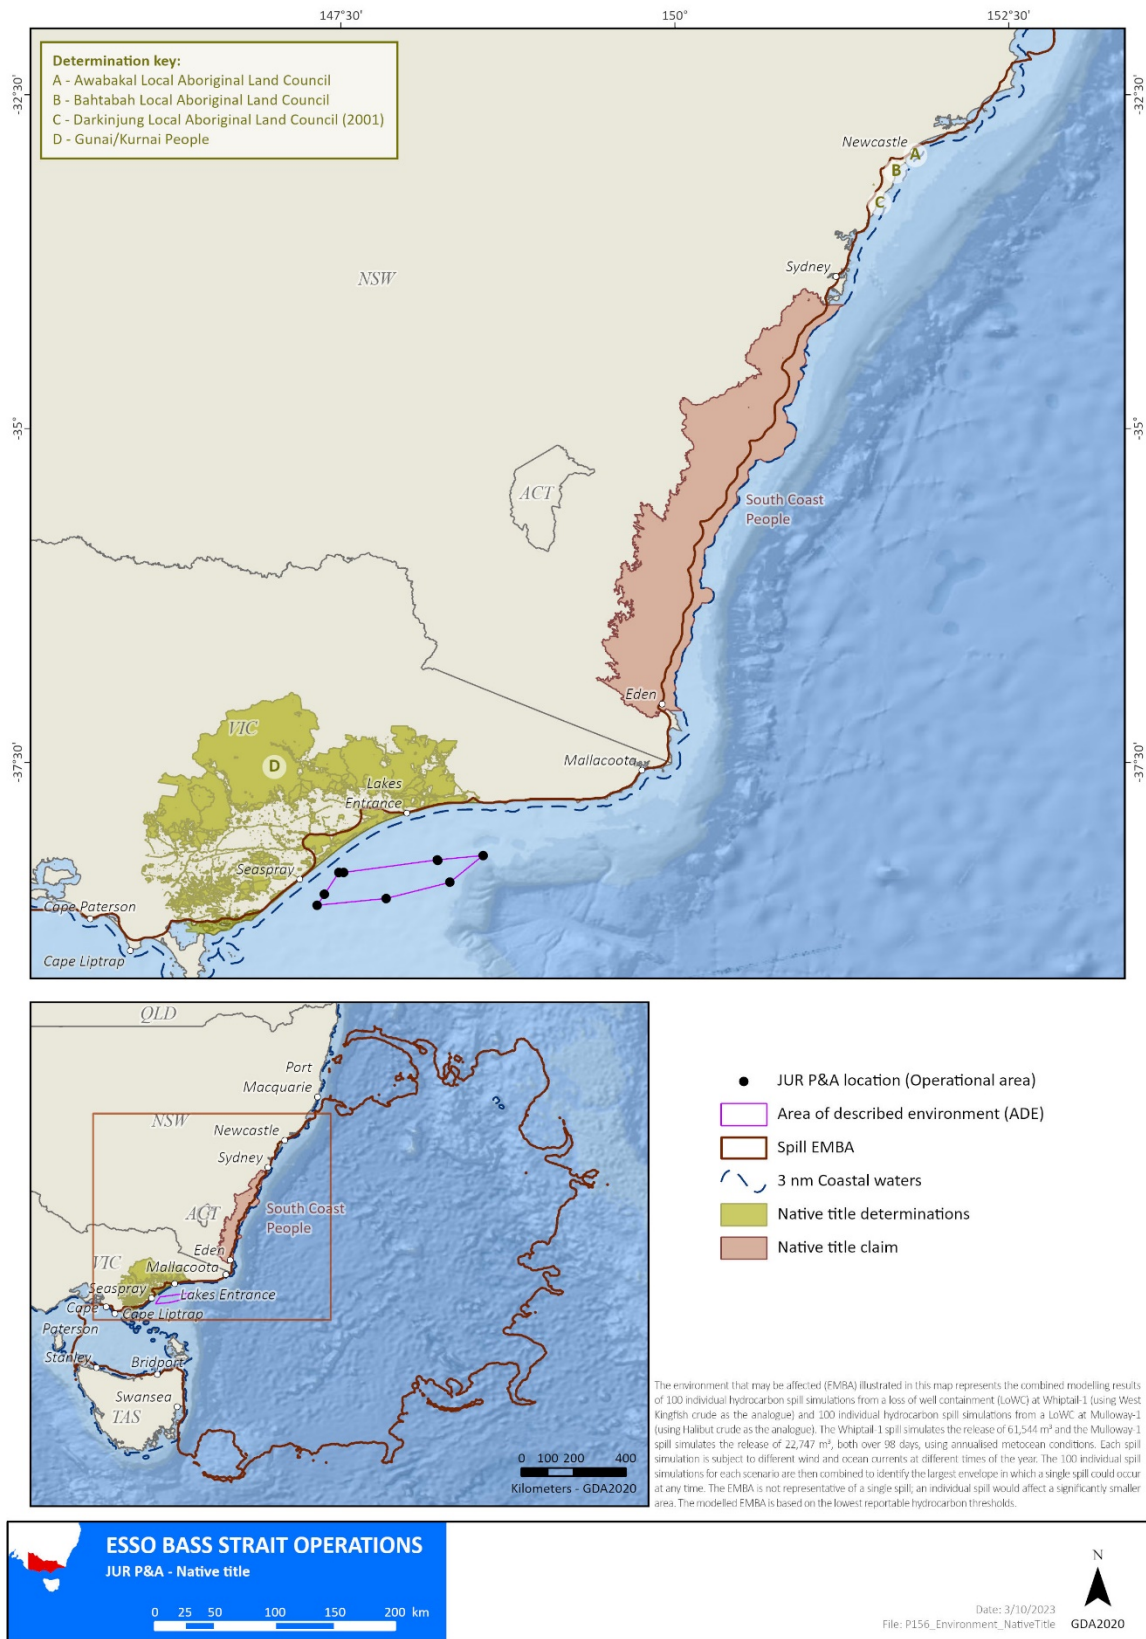 147°30'
150°
152°30'
Determination key:
A - Awabakal Local Aboriginal Land Council
B - Bahtabah Local Aboriginal Land Council
C - Darkinjung Local Aboriginal Land Council (2001)
D - Gunai/Kurnai People
-32°30'
-32°30'
Newcastle
A
B
C
Sydney
NSW
-35°
-35°
ACT
South Coast
People
Eden
VIC
Mallacoota
-37°30'
-37°30'
D
Lakes
Entrance
Seaspray
Cape Paterson
Cape Liptrap
QLD
Port
Macquarie
NSW
Newcastle
Sydney
ACT
South Coast
People
Eden
VIC
Mallacoota
Seaspray
Lakes Entrance
Cape
Paterson
Cape Liptrap
Stanley
Bridport
Swansea
TAS
0 100 200 400
Kilometers - GDA2020
JUR P&A location (Operational area)
Area of described environment (ADE)
Spill EMBA
3 nm Coastal waters
Native title determinations
Native title claim
The environment that may be affected (EMBA) illustrated in this map represents the combined modelling results
of 100 individual hydrocarbon spill simulations from a loss of well containment (LoWC) at Whiptail-1 (using West
Kingfish crude as the analogue) and 100 individual hydrocarbon spill simulations from a LoWC at Mulloway-1
(using Halibut crude as the analogue). The Whiptail-1 spill simulates the release of 61,544 m³ and the Mulloway-1
spill simulates the release of 22,747 m³, both over 98 days, using annualised metocean conditions. Each spill
simulation is subject to different wind and ocean currents at different times of the year. The 100 individual spill
simulations for each scenario are then combined to identify the largest envelope in which a single spill could occur
at any time. The EMBA is not representative of a single spill; an individual spill would affect a significantly smaller
area. The modelled EMBA is based on the lowest reportable hydrocarbon thresholds.
ESSO BASS STRAIT OPERATIONS
JUR P&A - Native title
0 25 50 100 150 200 km
N
GDA2020
Date: 3/10/2023
File: P156_Environment_NativeTitle